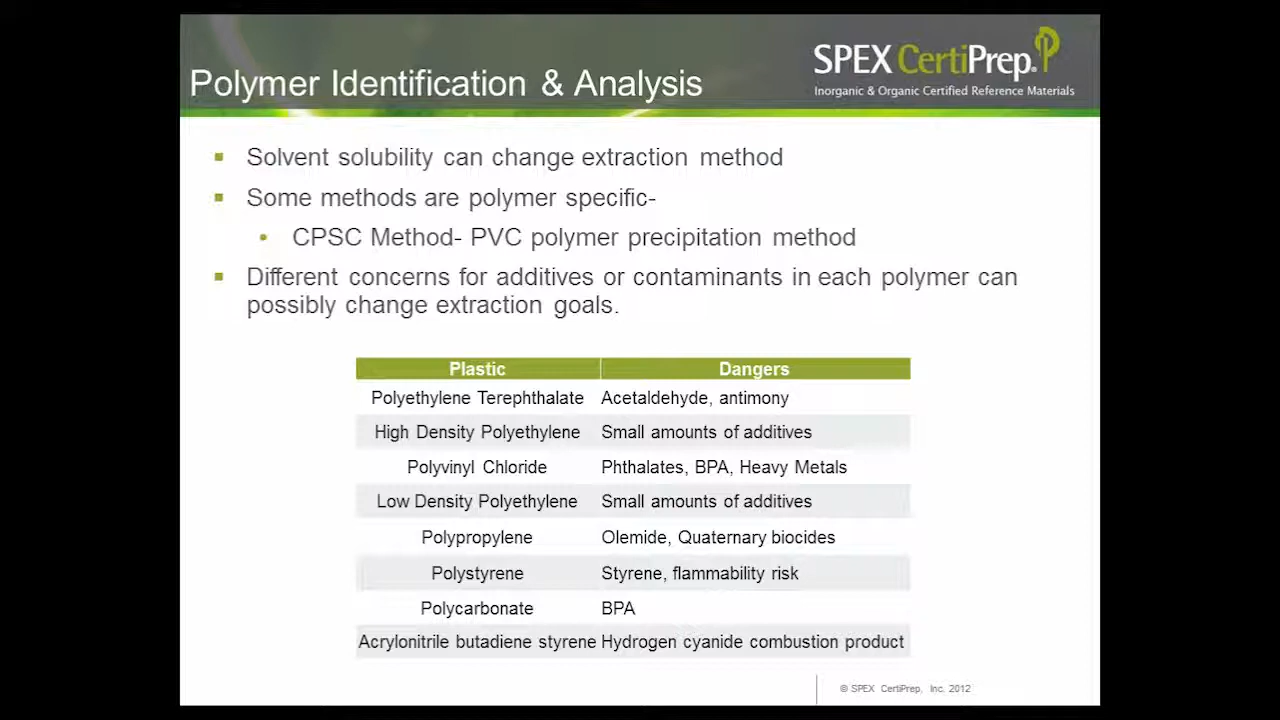 Polymer Identification & Analysis
SPEX CertiPrep.
Inorganic & Organic Certified Reference Materials
Solvent solubility can change extraction method
Some methods are polymer specific-
CPSC Method- PVC polymer precipitation method
Different concerns for additives or contaminants in each polymer can
possibly change extraction goals.
Plastic Dangers
Polyethylene Terephthalate Acetaldehyde, antimony
High Density Polyethylene Small amounts of additives
Polyvinyl Chloride Phthalates, BPA, Heavy Metals
Low Density Polyethylene Small amounts of additives
Polypropylene Olemide, Quaternary biocides
Polystyrene Styrene, flammability risk
Polycarbonate BPA
Acrylonitrile butadiene styrene Hydrogen cyanide combustion product
© SPEX CertiPrep, Inc. 2012